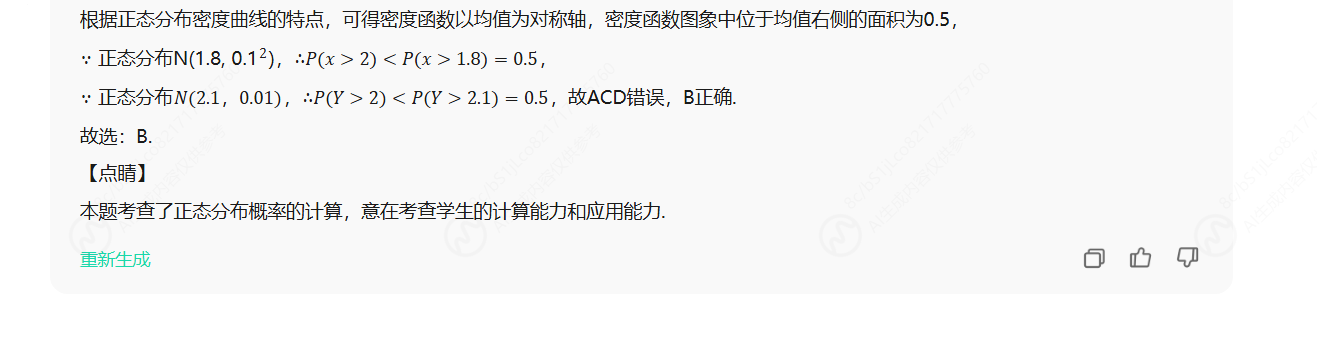 根据正态分布密度曲线的特点，可得密度函数以均值为对称轴，密度函数图象中位于均值右侧的面积为0.5，
∵ 正态分布N(1.8, 0.1²)，∴P(x > 2) < P(x > 1.8) = 0.5，
∵ 正态分布N(2.1，0.01)，∴P(Y > 2) < P(Y > 2.1) = 0.5，故ACD错误，B正确.
故选：B.
【点睛】
本题考查了正态分布概率的计算，意在考查学生的计算能力和应用能力.
重新生成